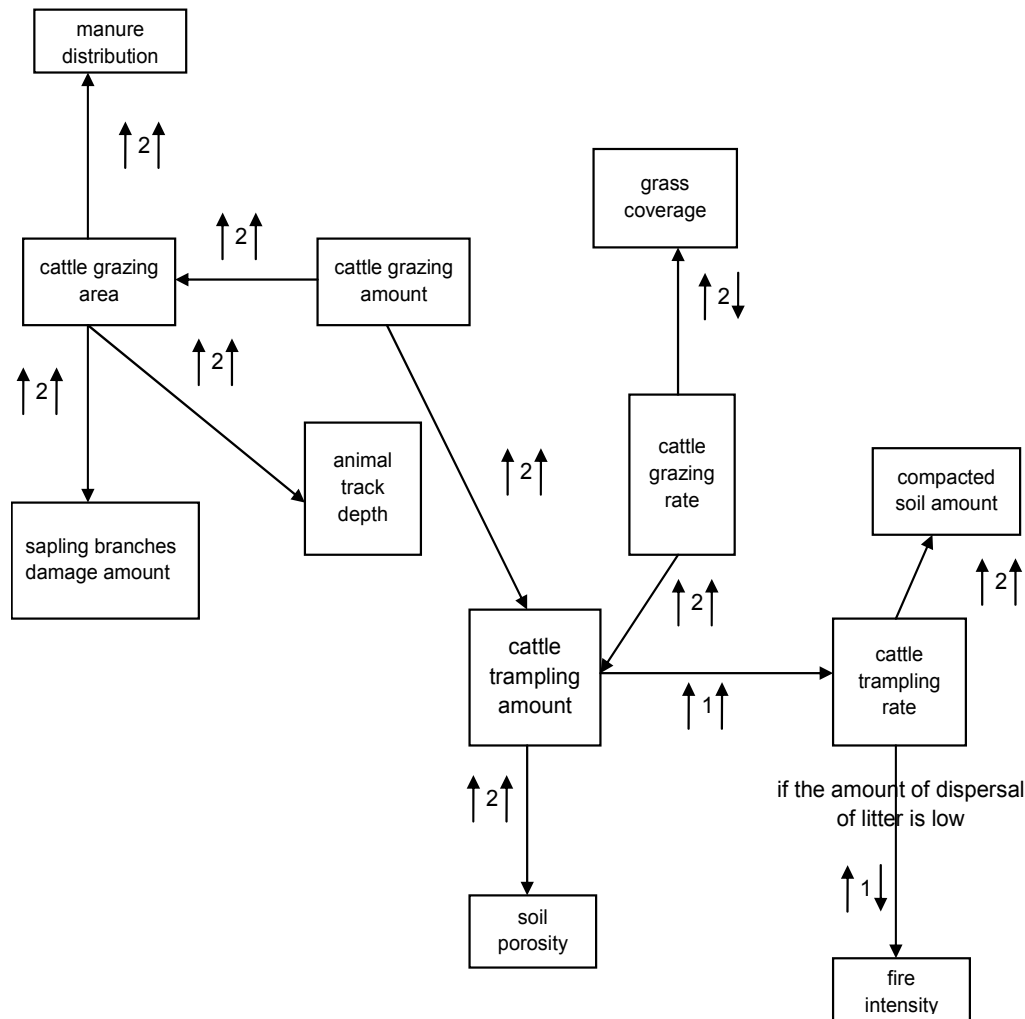 manure
distribution
↑ 2 ↑
grass
coverage
↑ 2 ↑
cattle grazing
area
cattle grazing
amount
↑ 2 ↓
↑ 2 ↑
↑ 2 ↑
animal
track
depth
cattle
grazing
rate
↑ 2 ↑
compacted
soil amount
sapling branches
damage amount
↑ 2 ↑
↑ 2 ↑
cattle
trampling
amount
cattle
trampling
rate
↑ 1 ↑
↑ 2 ↑
if the amount of dispersal
of litter is low
↑ 1 ↓
soil
porosity
fire
intensity